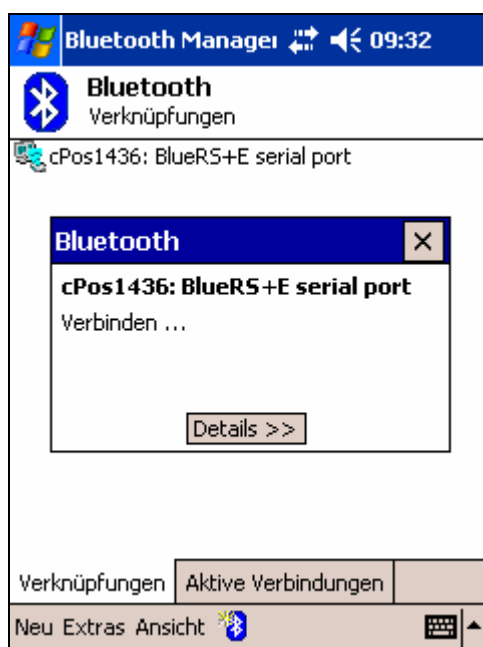 Bluetooth Manager 09:32
Bluetooth
Verknüpfungen
cPos1436: BlueRS+E serial port
Bluetooth
cPos1436: BlueRS+E serial port
Verbinden ...
Details >>
Verknüpfungen Aktive Verbindungen
Neu Extras Ansicht